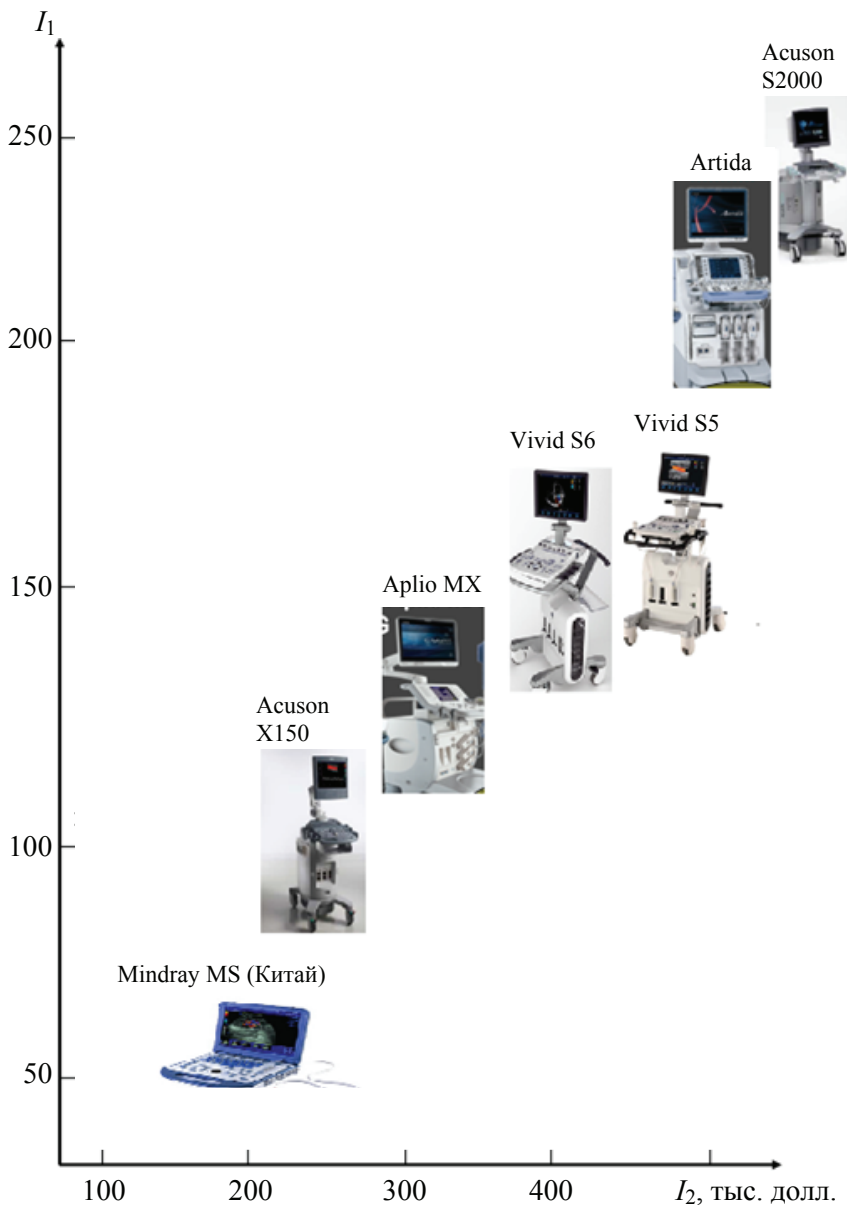 I₁
Acuson
S2000
250
Artida
200
Vivid S5
Vivid S6
150
Aplio MX
Acuson
X150
100
Mindray MS (Китай)
50
100 200 300 400 I₂, тыс. долл.